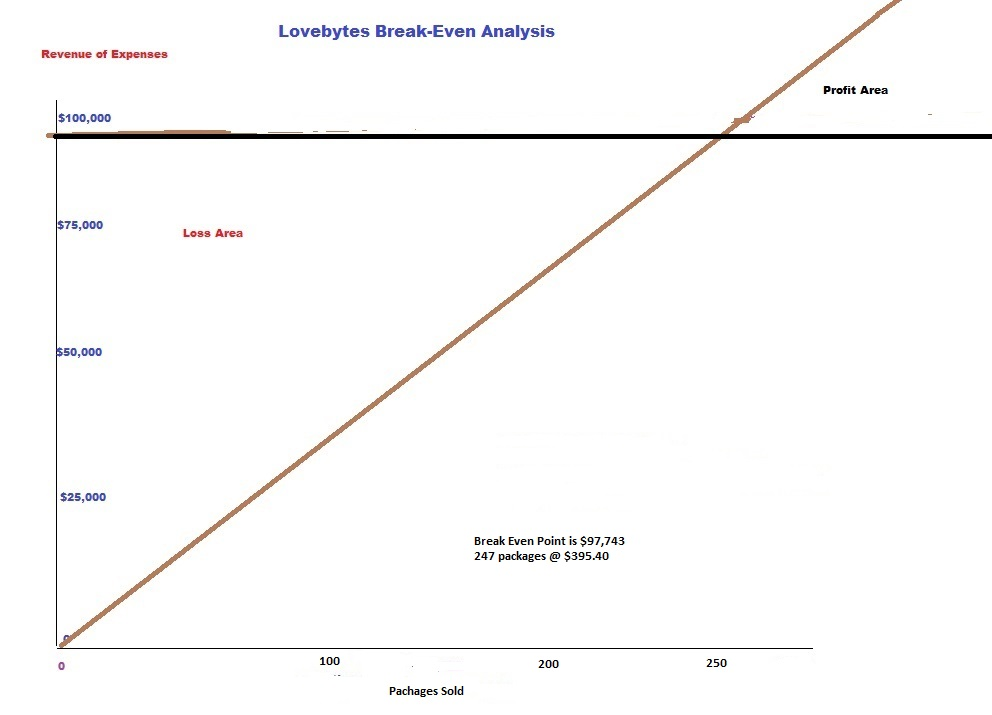 Lovebytes Break-Even Analysis
Revenue of Expenses
Profit Area
$100,000
$75,000
Loss Area
$50,000
$25,000
Break Even Point is $97,743
247 packages @ $395.40
0
0
100
200
250
Pachages Sold